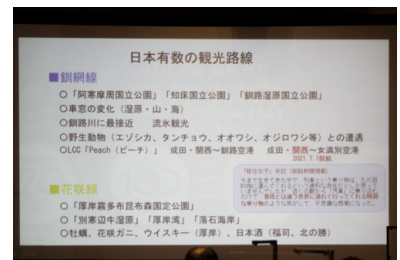 日本有数の観光路線
■釧網線
○「阿寒摩周国立公園」「知床国立公園」「釧路湿原国立公園」
○車窓の変化（湿原・山・海）
○釧路川に最接近　流氷観光
○野生動物（エゾシカ、タンチョウ、オオワシ、オジロワシ等）との遭遇
○LCC「Peach（ピーチ）」 成田・関西～釧路空港　成田・関西～女満別空港
2021.7.1就航
■花咲線
○「厚岸霧多布昆布森国定公園」
○「別寒辺牛湿原」「厚岸湾」「落石海岸」
○牡蠣、花咲ガニ、ウイスキー（厚岸）、日本酒（福司、北の勝）